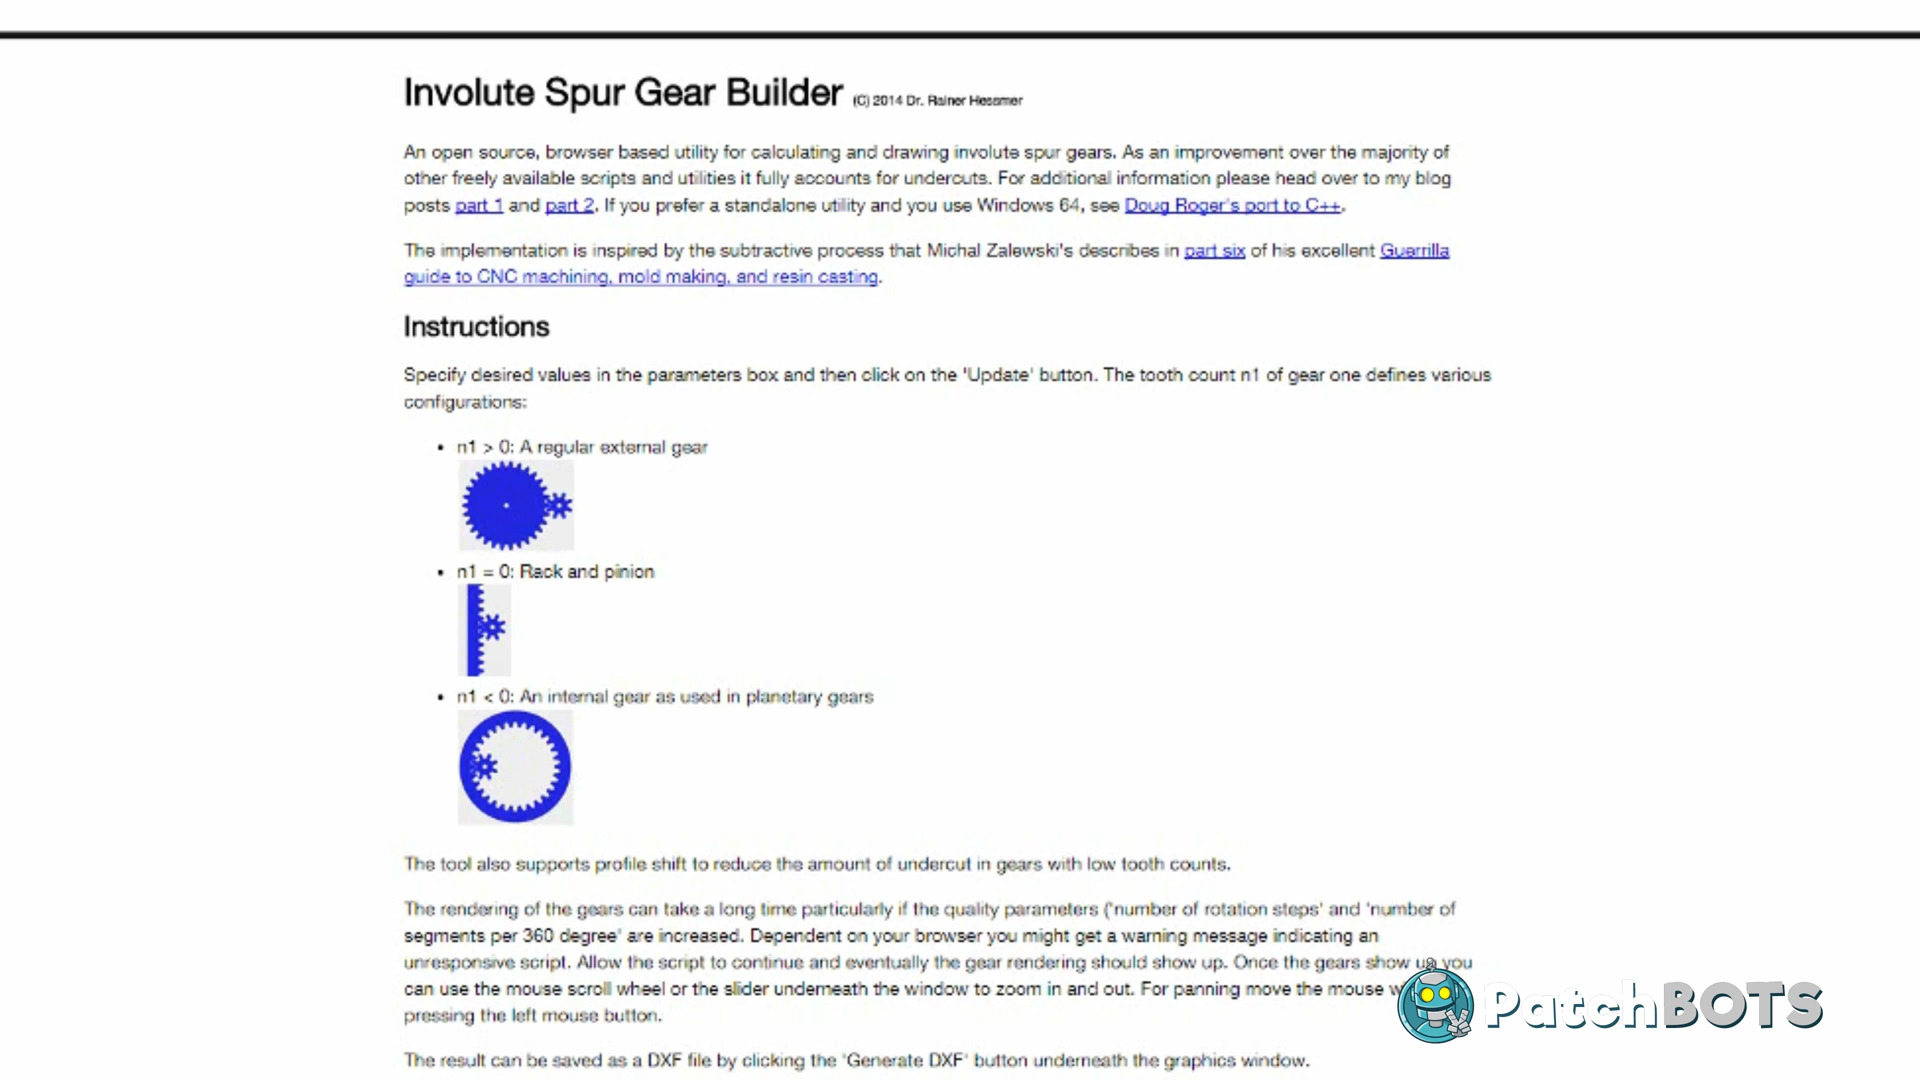 Involute Spur Gear Builder (C) 2014 Dr. Rainer Hessmer
An open source, browser based utility for calculating and drawing involute spur gears. As an improvement over the majority of
other freely available scripts and utilities it fully accounts for undercuts. For additional information please head over to my blog
posts part 1 and part 2. If you prefer a standalone utility and you use Windows 64, see Doug Roger's port to C++.
The implementation is inspired by the subtractive process that Michal Zalewski's describes in part six of his excellent Guerrilla
guide to CNC machining, mold making, and resin casting.
Instructions
Specify desired values in the parameters box and then click on the 'Update' button. The tooth count n1 of gear one defines various
configurations:
• n1 > 0: A regular external gear
• n1 = 0: Rack and pinion
• n1 < 0: An internal gear as used in planetary gears
The tool also supports profile shift to reduce the amount of undercut in gears with low tooth counts.
The rendering of the gears can take a long time particularly if the quality parameters ('number of rotation steps' and 'number of
segments per 360 degree' are increased. Dependent on your browser you might get a warning message indicating an
unresponsive script. Allow the script to continue and eventually the gear rendering should show up. Once the gears show up you
can use the mouse scroll wheel or the slider underneath the window to zoom in and out. For panning move the mouse
pressing the left mouse button.
The result can be saved as a DXF file by clicking the 'Generate DXF' button underneath the graphics window.
PatchBOTS